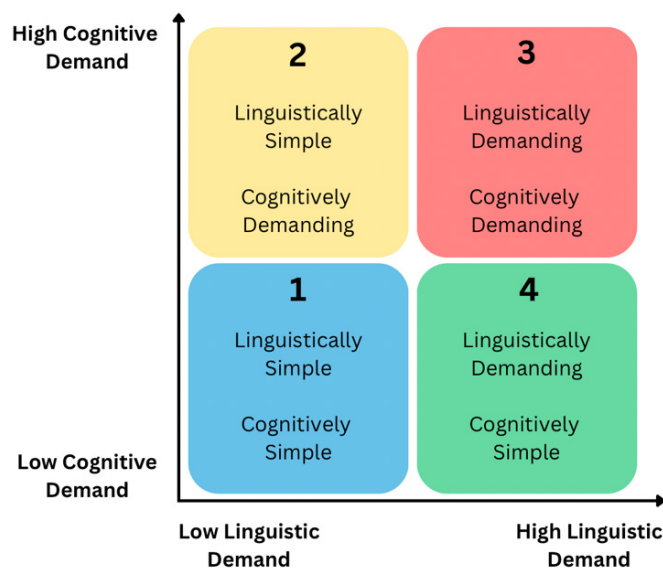 High Cognitive
Demand
2
Linguistically
Simple
Cognitively
Demanding
3
Linguistically
Demanding
Cognitively
Demanding
1
Linguistically
Simple
Cognitively
Simple
4
Linguistically
Demanding
Cognitively
Simple
Low Cognitive
Demand
Low Linguistic
Demand
High Linguistic
Demand